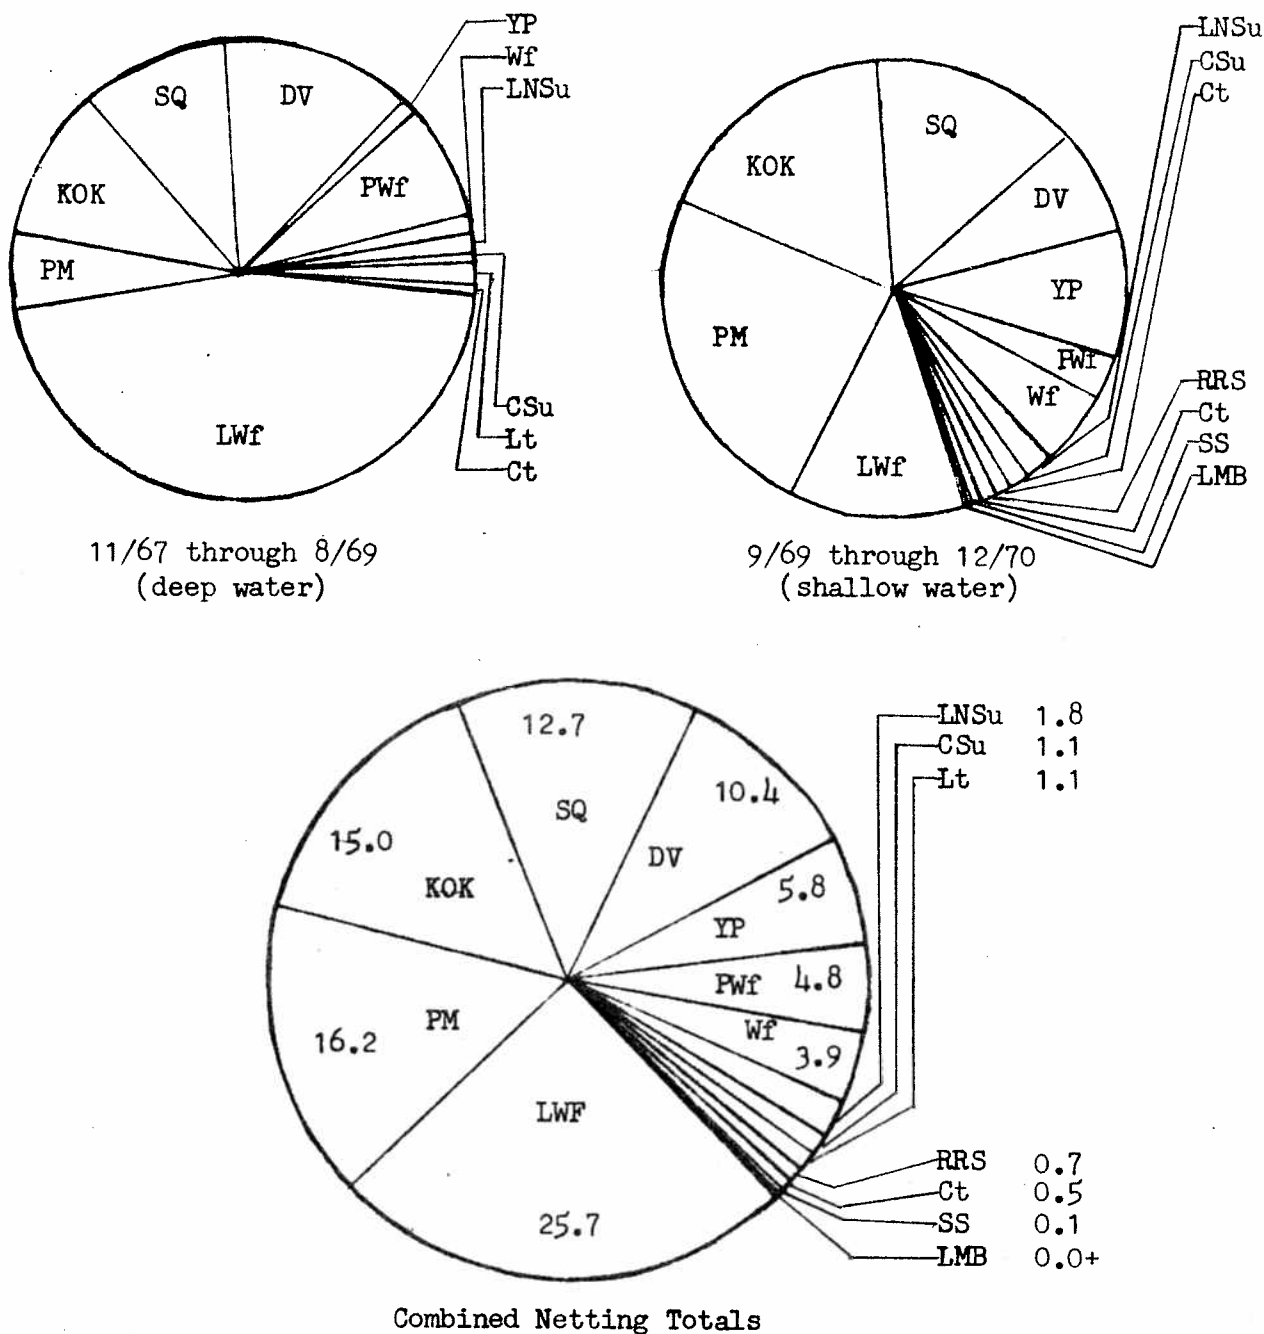 YP
Wf
LNSu
SQ
DV
KOK
PWf
PM
LWf
CSu
Lt
Ct
11/67 through 8/69
(deep water)
LNSu
CSu
Ct
SQ
KOK
DV
YP
PM
PWf
Wf
LWf
RRS
Ct
SS
LMB
9/69 through 12/70
(shallow water)
12.7
SQ
10.4
DV
15.0
KOK
5.8
YP
PWf 4.8
Wf
3.9
PM
16.2
LWF
25.7
LNSu 1.8
CSu 1.1
Lt 1.1
RRS 0.7
Ct 0.5
SS 0.1
LMB 0.0+
Combined Netting Totals